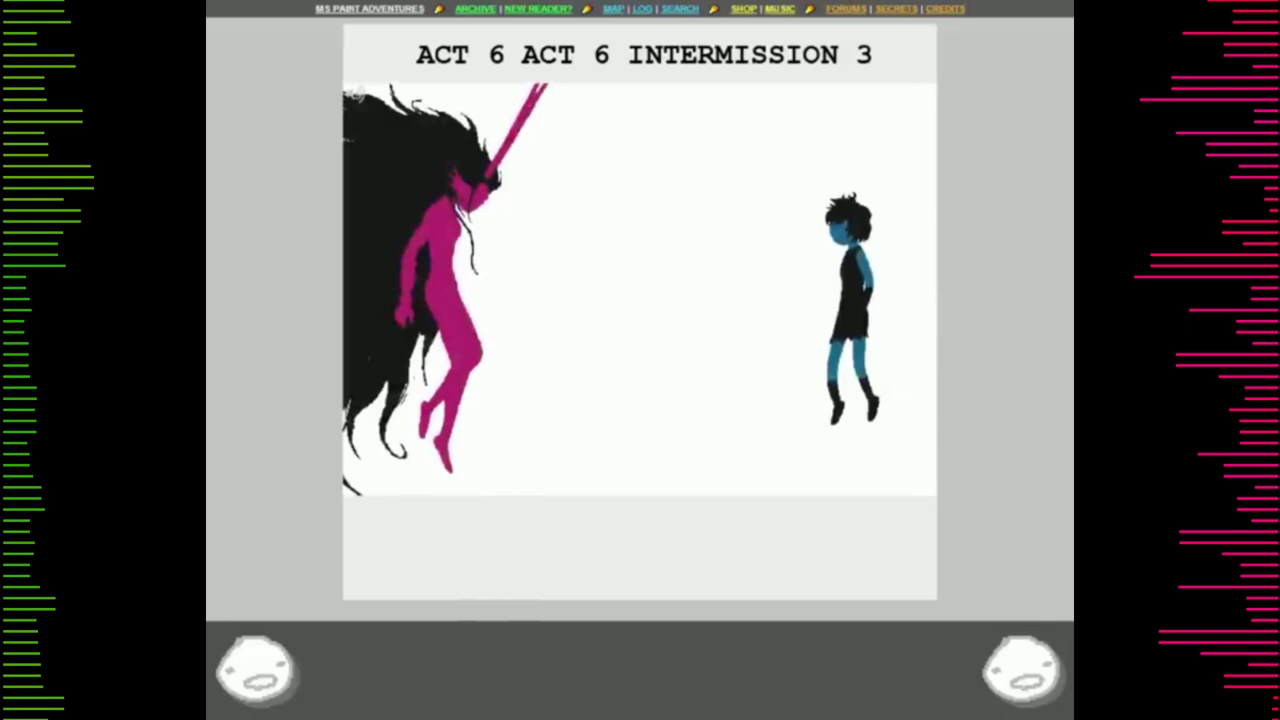 MS PAINT ADVENTURES ARCHIVE | NEW READER? MAP | LOG | SEARCH SHOP | MUSIC FORUMS | SECRETS | CREDITS
ACT 6 ACT 6 INTERMISSION 3